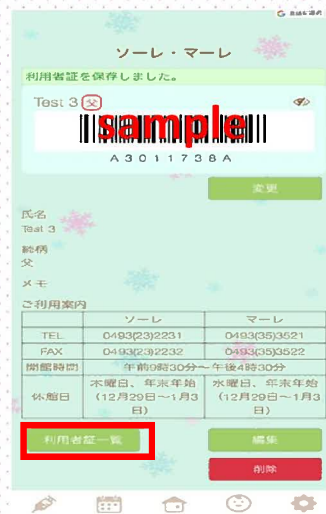 G 言語を選択
ソーレ・マーレ
利用者証を保存しました。
Test 3 父
sample
A3011738A
変更
氏名
Test 3
続柄
父
メモ
ご利用案内
ソーレ マーレ
TEL 0493(23)2231 0493(35)3521
FAX 0493(23)2232 0493(35)3522
開館時間 午前9時30分～午後4時30分
休館日 水曜日、年末年始(12月29日～1月3日) 水曜日、年末年始(12月29日～1月3日)
利用者証一覧 編集
削除